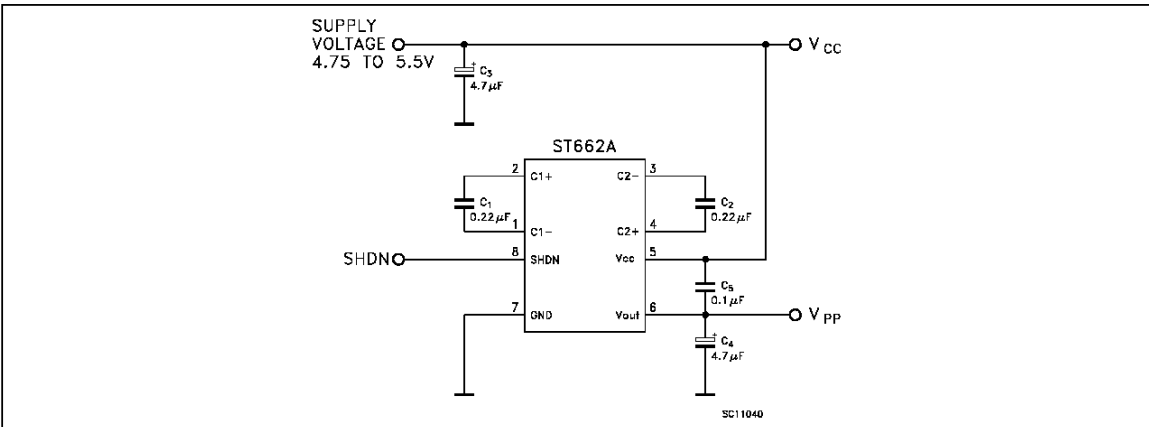 SUPPLY
VOLTAGE
4.75 TO 5.5V
V CC
+
C3
4.7µF
ST662A
2 C1+ C2- 3
C1
0.22µF
C2
0.22µF
1 C1- C2+ 4
SHDN 8 SHDN Vcc 5
C5
0.1µF
7 GND Vout 6
V PP
+
C4
4.7µF
SC11040